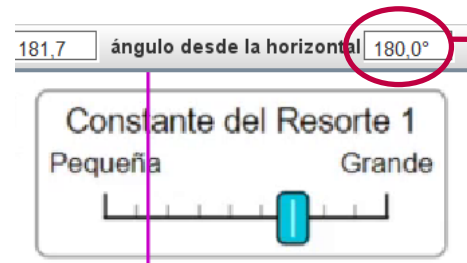 181,7 ángulo desde la horizontal 180,0°
Constante del Resorte 1
Pequeña Grande